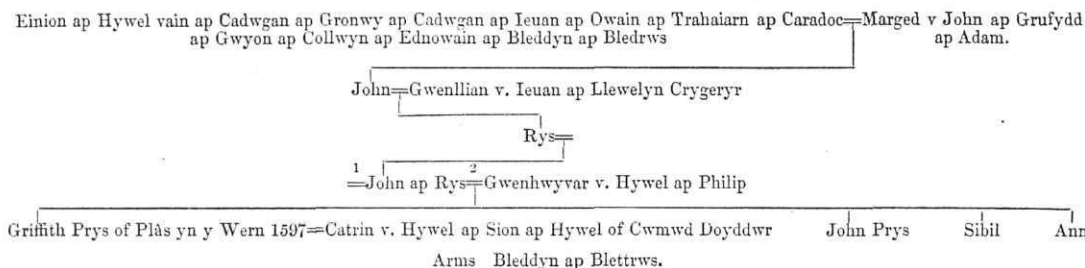 Einion ap Hywel vain ap Cadwgan ap Gronwy ap Cadwgan ap Ieuan ap Owain ap Trahaiarn ap Caradoc=Marged v John ap Grufydd
ap Gwyon ap Collwyn ap Ednowain ap Bleddyn ap Bledrws ap Adam.
John=Gwenllian v. Ieuan ap Llewelyn Crygeryr
Rys=
1 2
=John ap Rys=Gwenhwyvar v. Hywel ap Philip
Griffith Prys of Plâs yn y Wern 1597=Catrin v. Hywel ap Sion ap Hywel of Cwmwd Doyddwr John Prys Sibil Ann
Arms Bleddyn ap Blettrws.